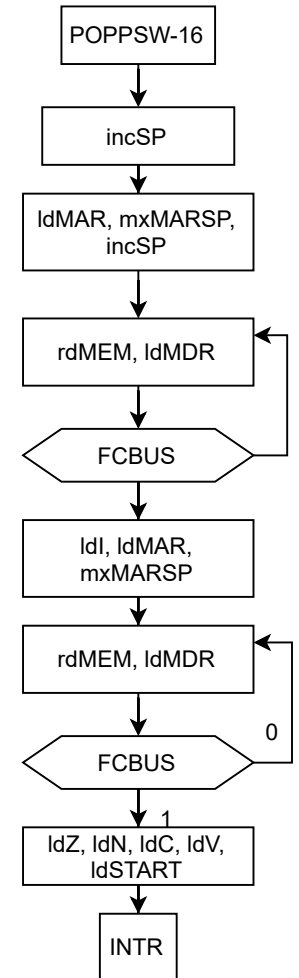 POPPSW-16
incSP
ldMAR, mxMARSP,
incSP
rdMEM, ldMDR
FCBUS
ldI, ldMAR,
mxMARSP
rdMEM, ldMDR
0
FCBUS
1
ldZ, ldN, ldC, ldV,
ldSTART
INTR